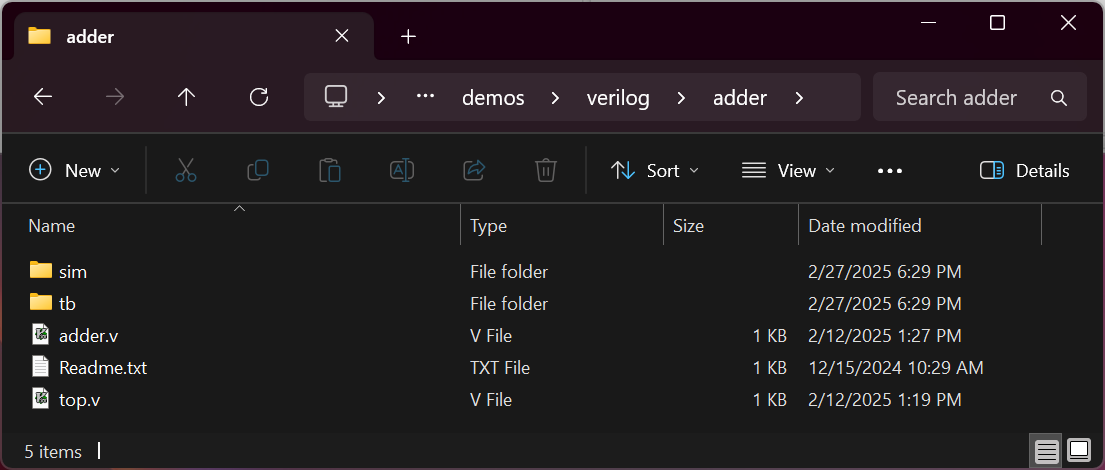 adder
demos verilog adder Search adder
New Sort View Details
Name Type Size Date modified
sim File folder 2/27/2025 6:29 PM
tb File folder 2/27/2025 6:29 PM
adder.v V File 1 KB 2/12/2025 1:27 PM
Readme.txt TXT File 1 KB 12/15/2024 10:29 AM
top.v V File 1 KB 2/12/2025 1:19 PM
5 items